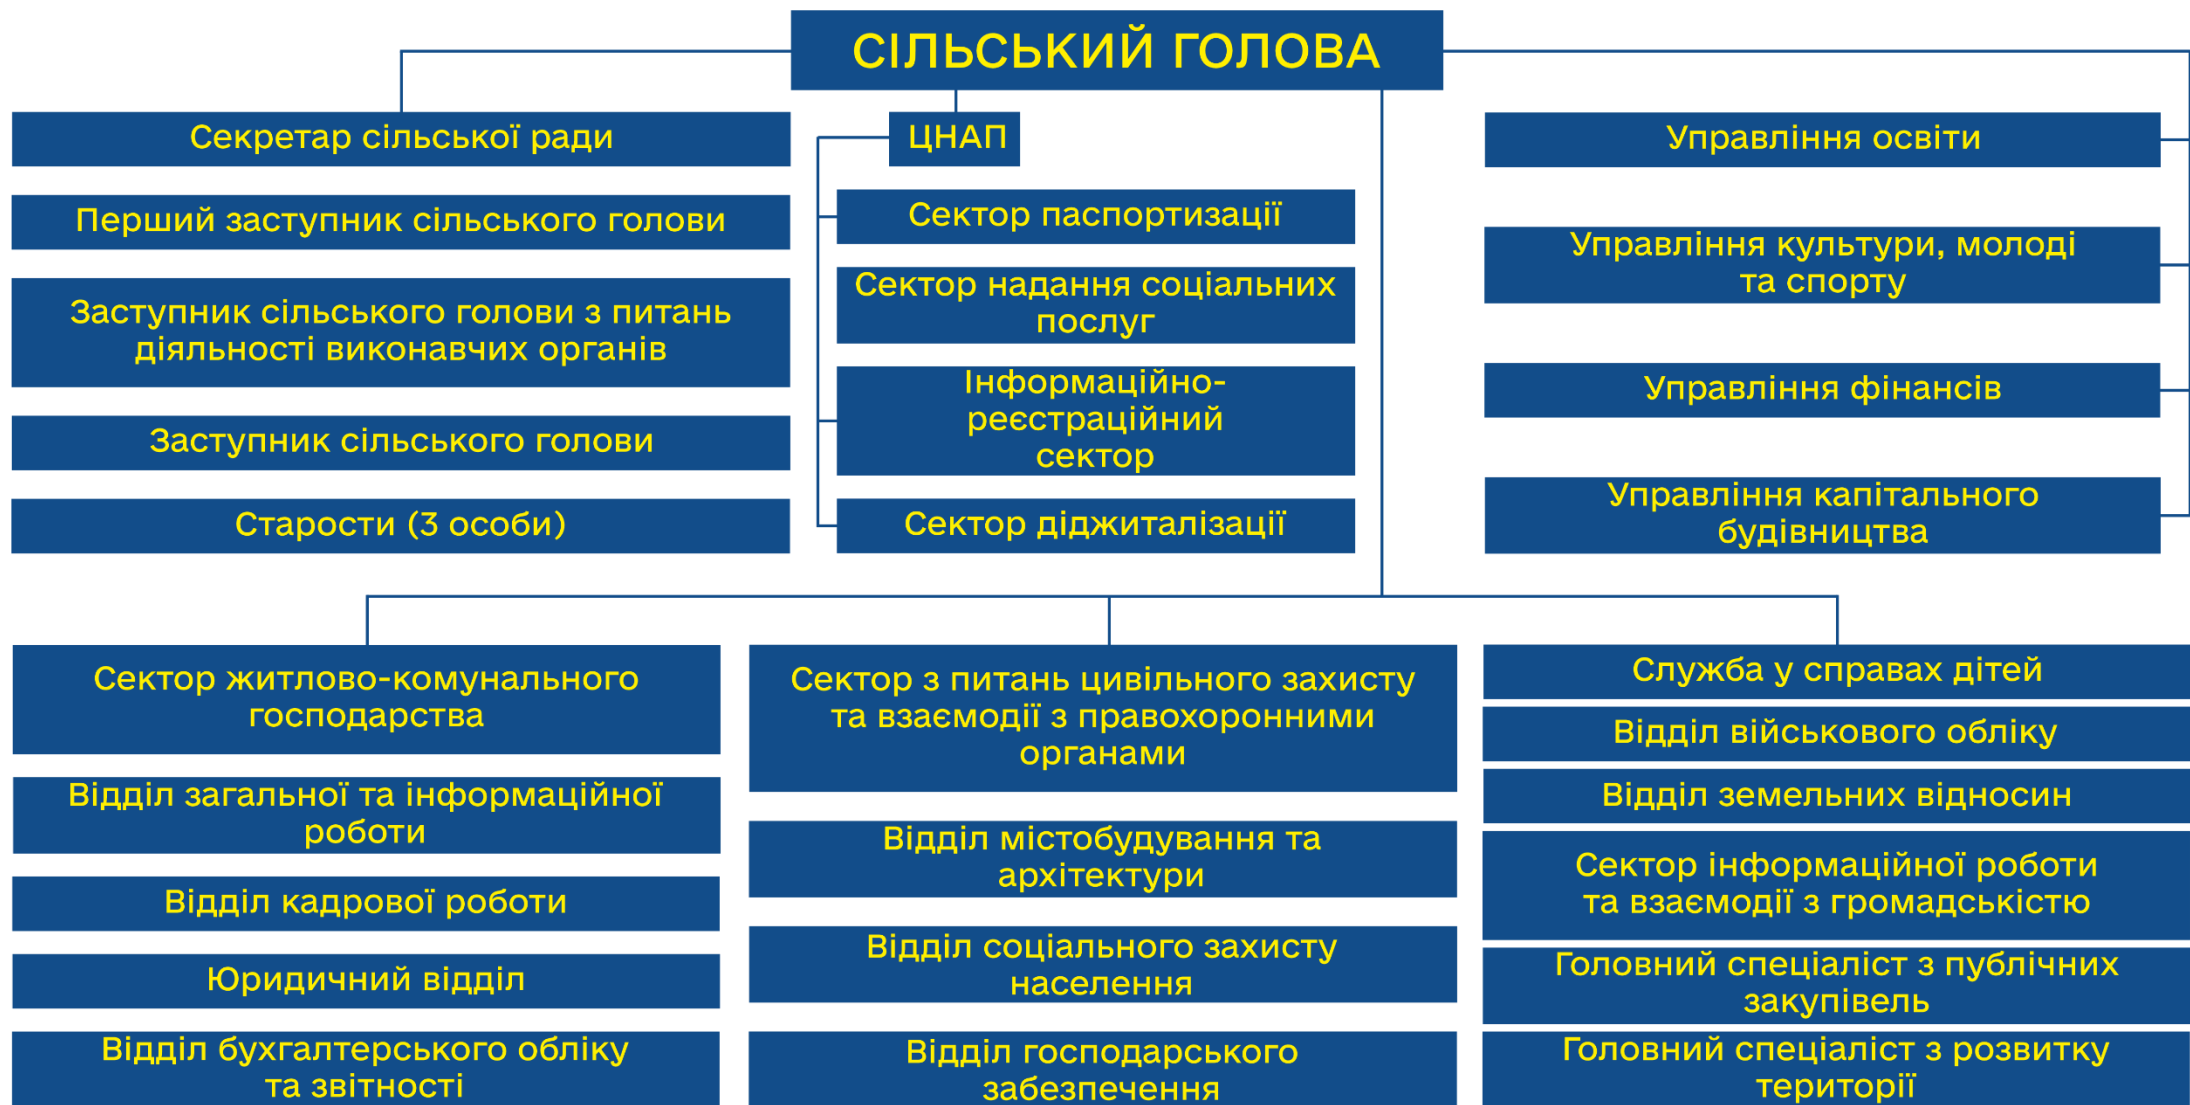 СІЛЬСЬКИЙ ГОЛОВА
Секретар сільської ради
Перший заступник сільського голови
Заступник сільського голови з питань
діяльності виконавчих органів
Заступник сільського голови
Старости (3 особи)
ЦНАП
Сектор паспортизації
Сектор надання соціальних
послуг
Інформаційно-
реєстраційний
сектор
Сектор діджиталізації
Управління освіти
Управління культури, молоді
та спорту
Управління фінансів
Управління капітального
будівництва
Сектор житлово-комунального
господарства
Відділ загальної та інформаційної
роботи
Відділ кадрової роботи
Юридичний відділ
Відділ бухгалтерського обліку
та звітності
Сектор з питань цивільного захисту
та взаємодії з правохоронними
органами
Відділ містобудування та
архітектури
Відділ соціального захисту
населення
Відділ господарського
забезпечення
Служба у справах дітей
Відділ військового обліку
Відділ земельних відносин
Сектор інформаційної роботи
та взаємодії з громадськістю
Головний спеціаліст з публічних
закупівель
Головний спеціаліст з розвитку
території